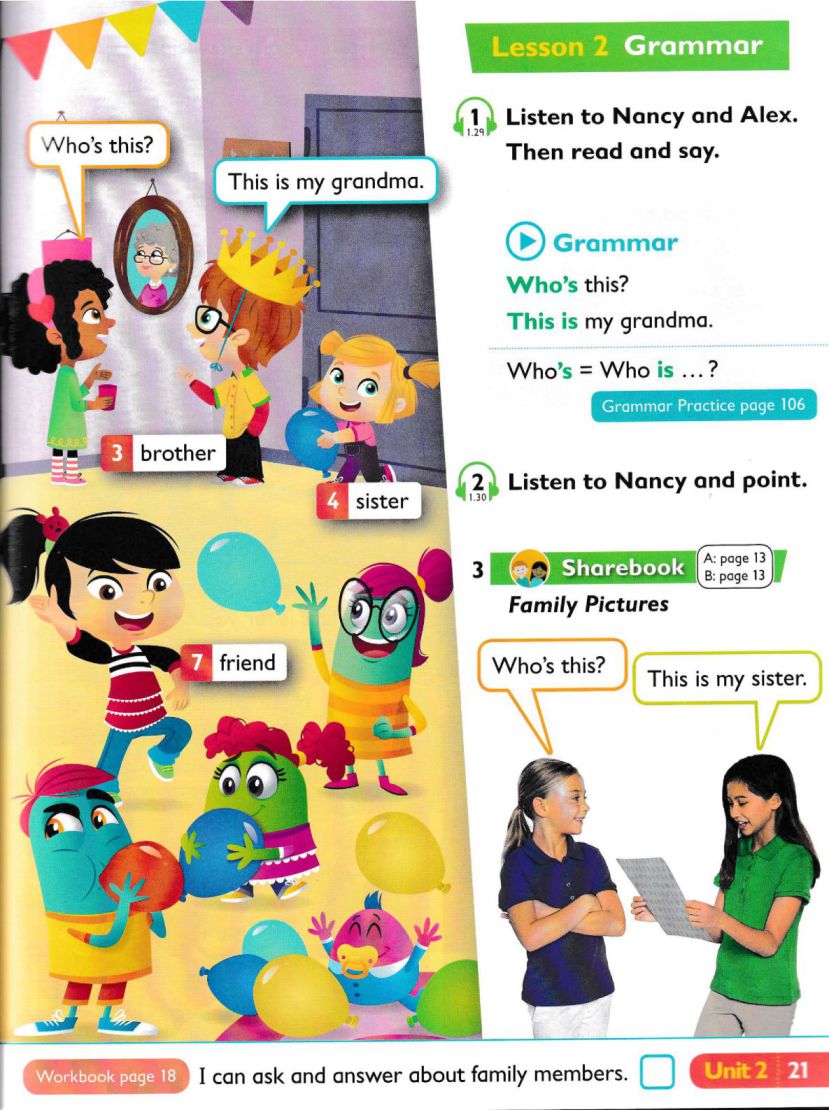 Lesson 2 Grammar
1
1.29
Listen to Nancy and Alex.
Then read and say.
Who's this?
This is my grandma.
Grammar
Who's this?
This is my grandma.
Who's = Who is ... ?
Grammar Practice page 106
3 brother
4 sister
7 friend
2
1.30
Listen to Nancy and point.
3 Sharebook
A: page 13
B: page 13
Family Pictures
Who's this?
This is my sister.
Workbook page 18
I can ask and answer about family members.
Unit 2 21